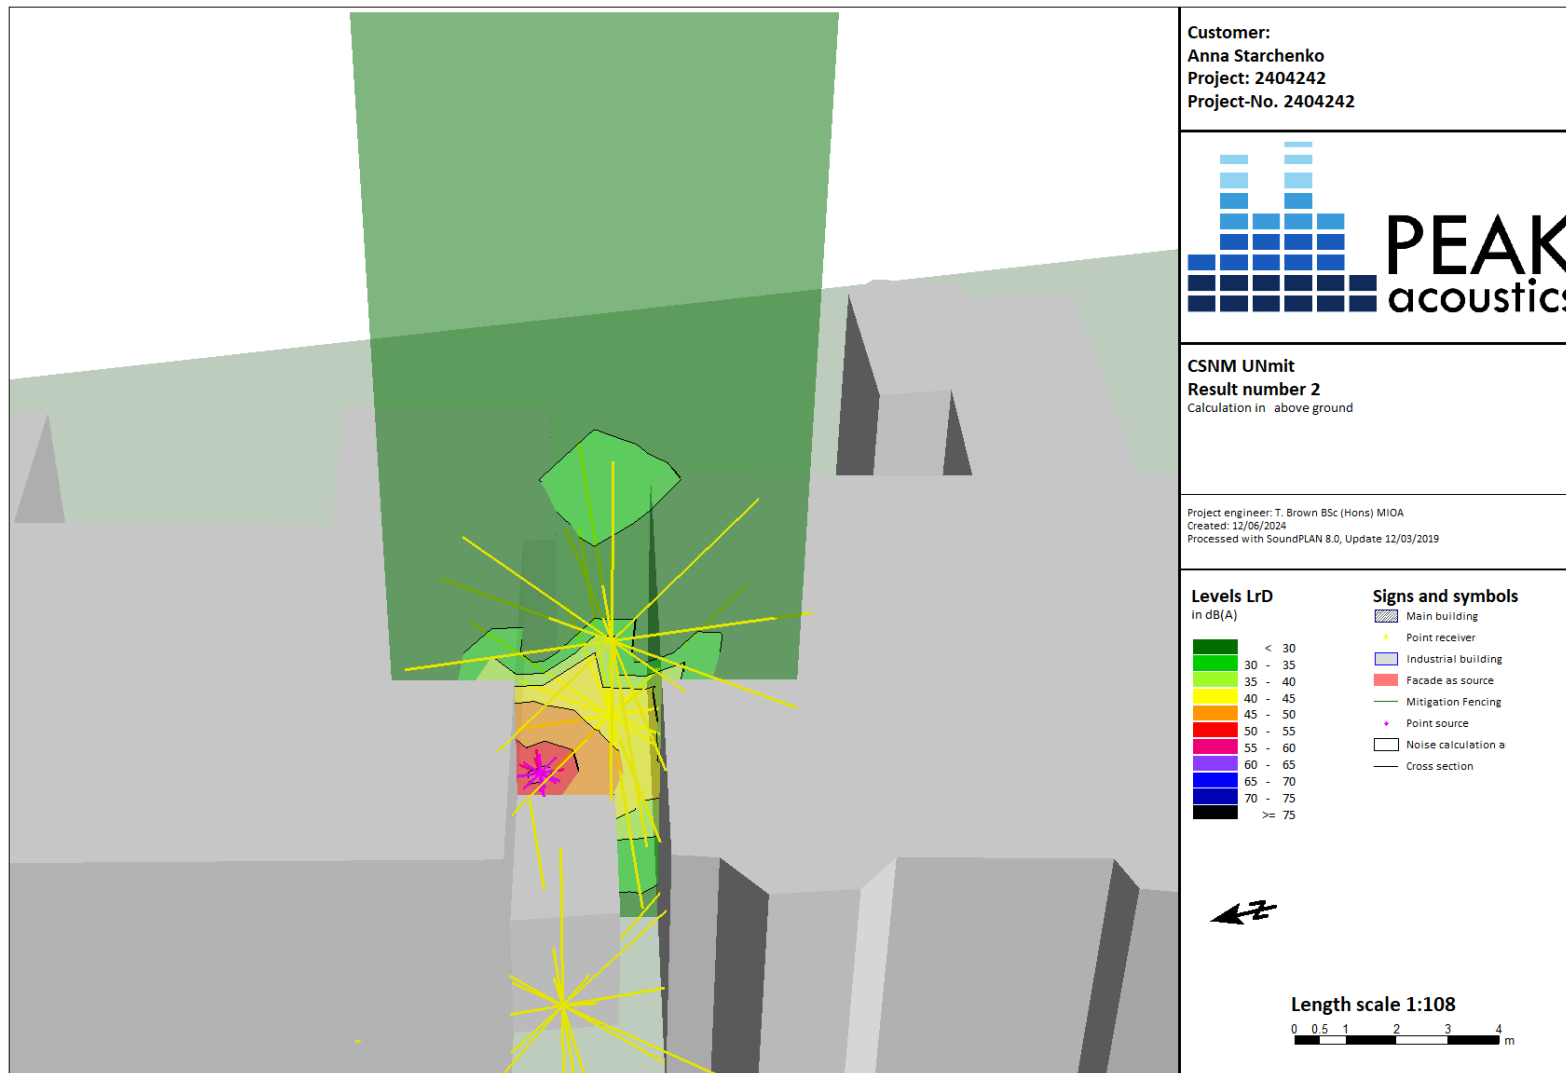 Customer:
Anna Starchenko
Project: 2404242
Project-No. 2404242
PEAK
acoustics
CSNM UNmit
Result number 2
Calculation in above ground
Project engineer: T. Brown BSc (Hons) MIOA
Created: 12/06/2024
Processed with SoundPLAN 8.0, Update 12/03/2019
Levels LrD
in dB(A)
< 30
30 - 35
35 - 40
40 - 45
45 - 50
50 - 55
55 - 60
60 - 65
65 - 70
70 - 75
>= 75
Signs and symbols
Main building
Point receiver
Industrial building
Facade as source
Mitigation Fencing
Point source
Noise calculation a
Cross section
N
Length scale 1:108
0 0.5 1 2 3 4
m